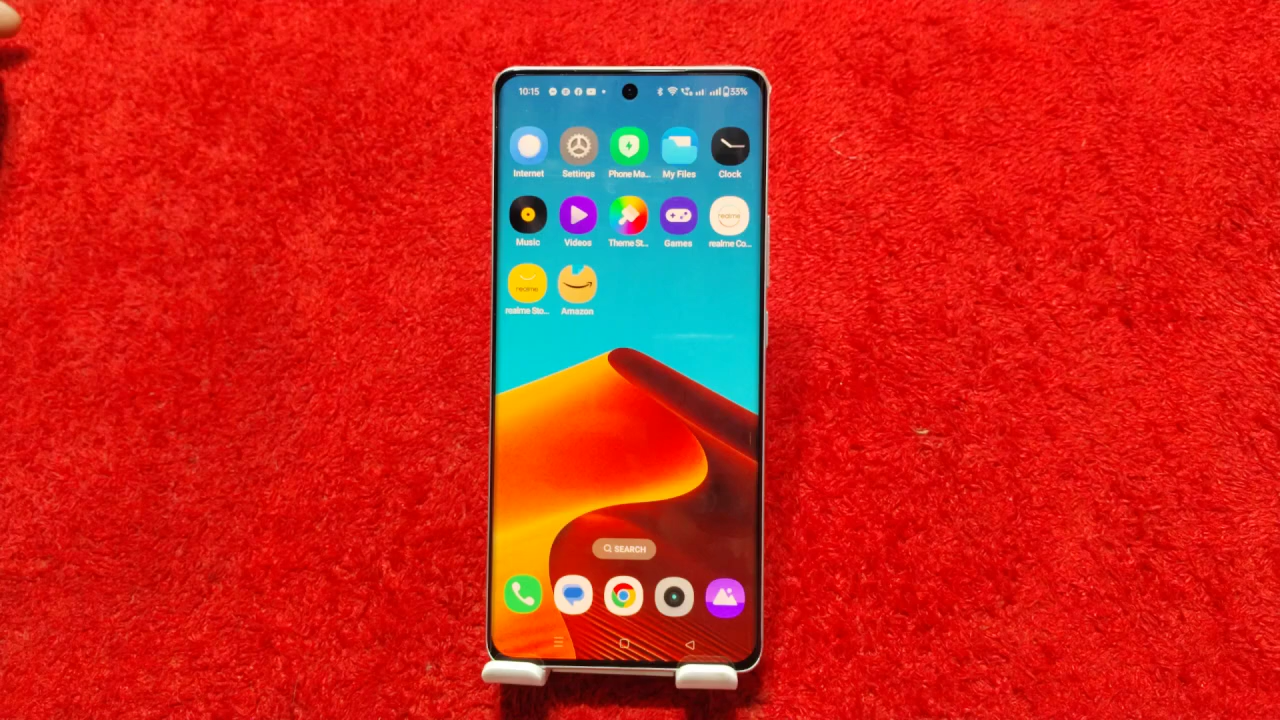 10:15 33%
Internet Settings Phone Ma... My Files Clock
realme
Music Videos Theme St... Games realme Co...
realme
realme Sto... Amazon
SEARCH